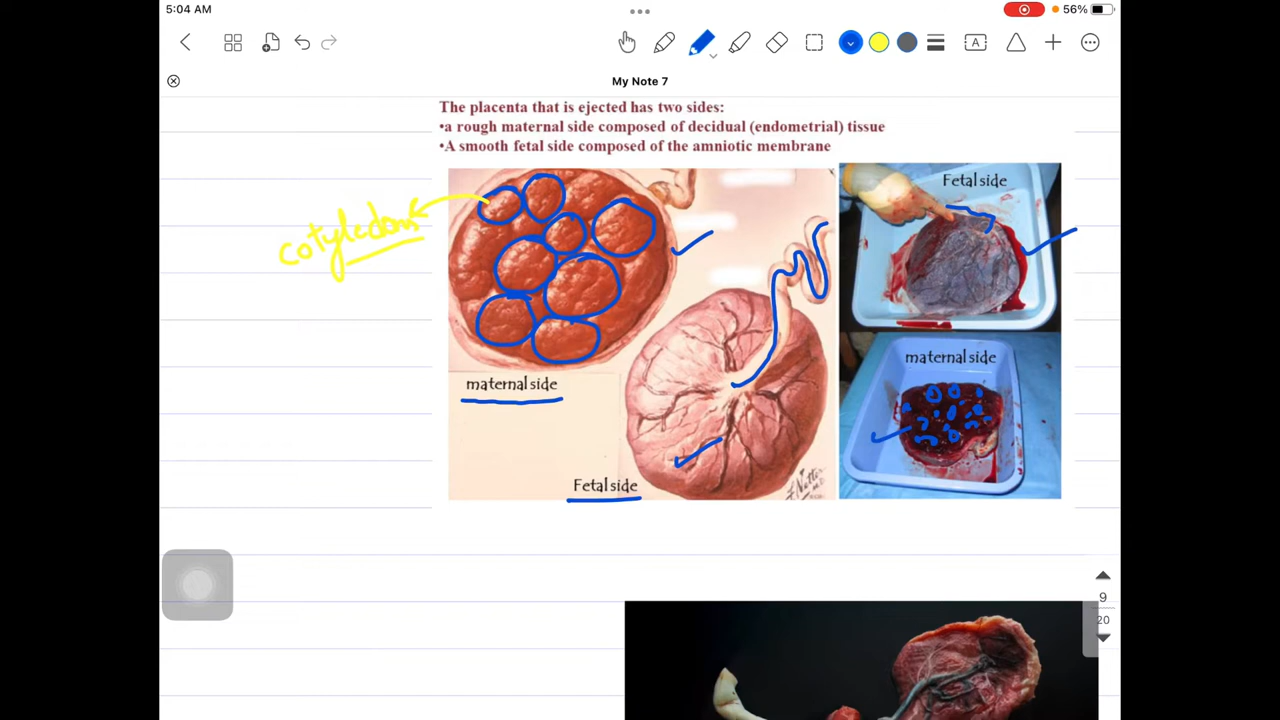 5:04 AM
56%
A
My Note 7
The placenta that is ejected has two sides:
•a rough maternal side composed of decidual (endometrial) tissue
•A smooth fetal side composed of the amniotic membrane
Fetal side
cotyledons
maternal side
maternal side
Fetal side
F. Netter
M.D.
9
20